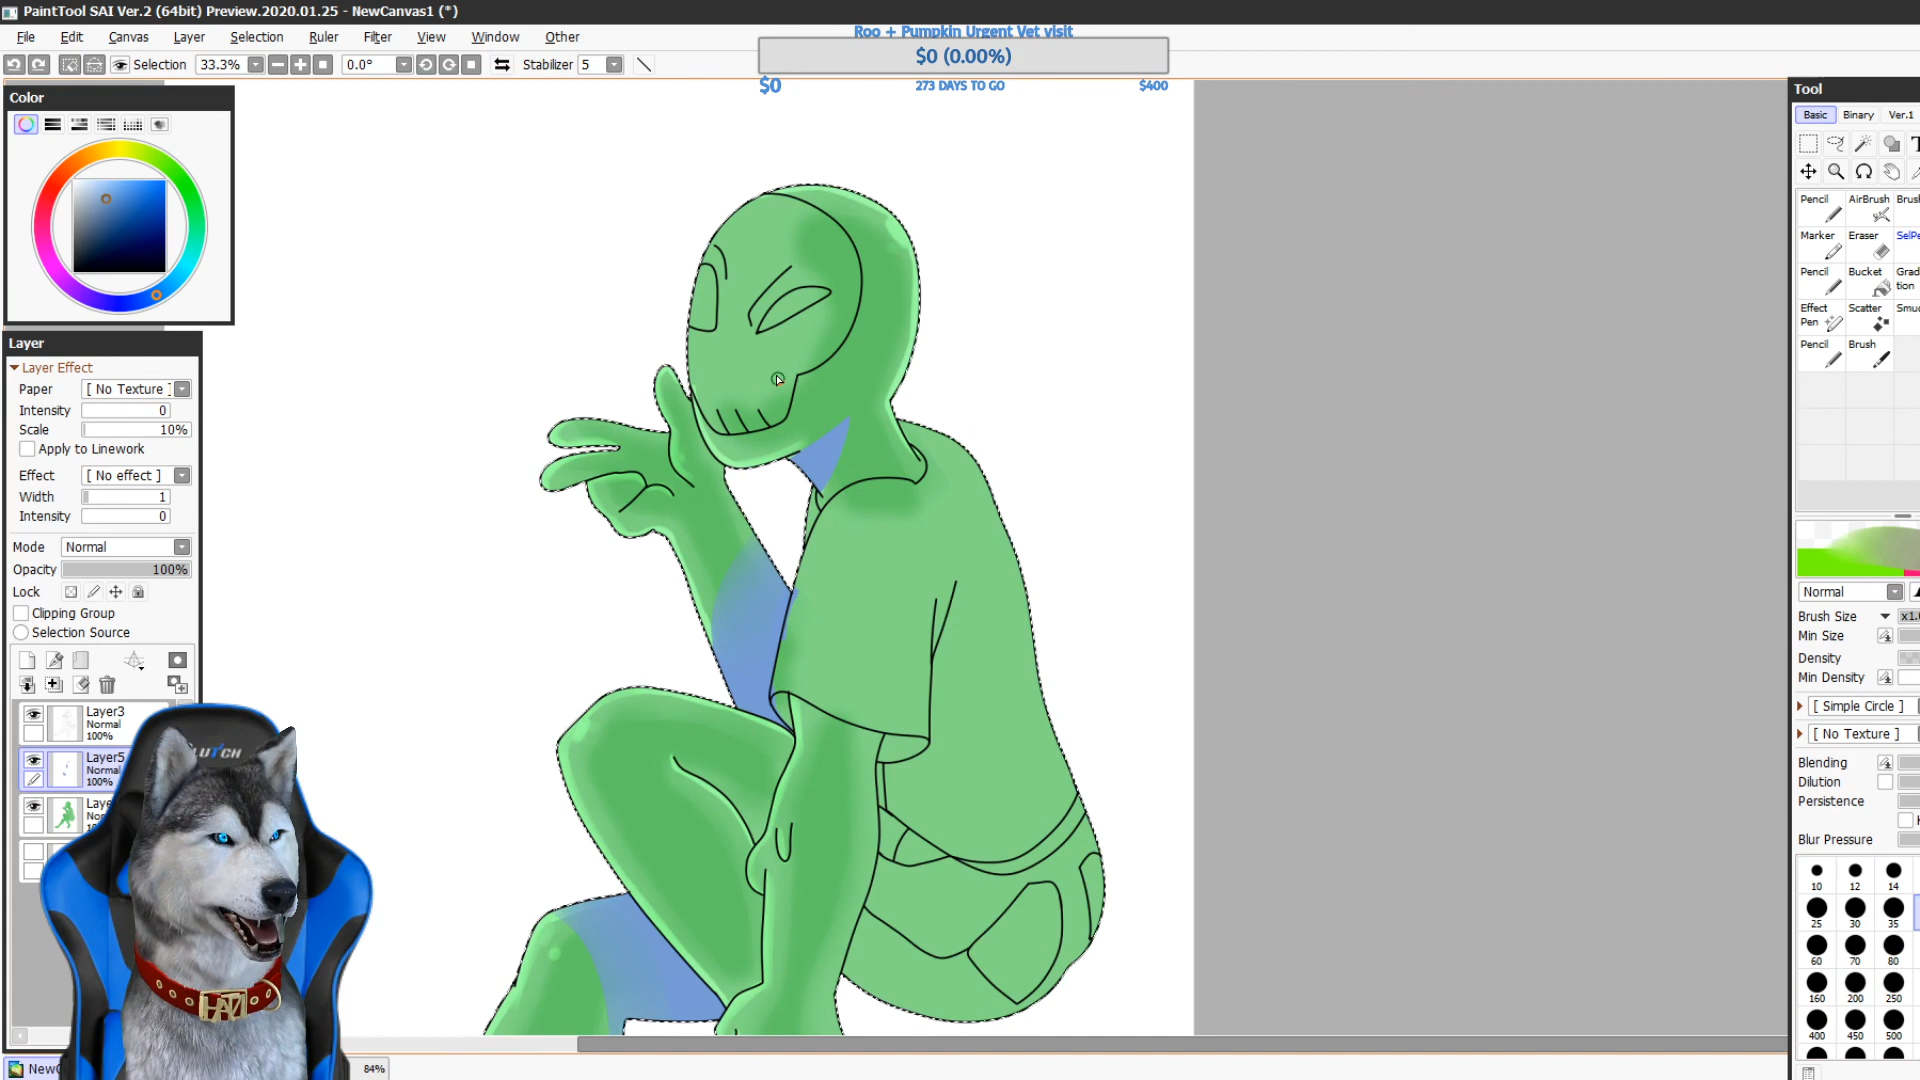 PaintTool SAI Ver.2 (64bit) Preview.2020.01.25 - NewCanvas1 (*)
File Edit Canvas Layer Selection Ruler Filter View Window Other
Roo + Pumpkin Urgent Vet visit
$0 (0.00%)
$0 273 DAYS TO GO $400
Selection 33.3% 0.0° Stabilizer 5
Color
Layer
Layer Effect
Paper [ No Texture ]
Intensity 0
Scale 10%
Apply to Linework
Effect [ No effect ]
Width 1
Intensity 0
Mode Normal
Opacity 100%
Lock
Clipping Group
Selection Source
Layer3
Normal
100%
Layer5
Normal
100%
84%
Tool
Basic Binary Ver.1
Pencil AirBrush
Marker Eraser
Pencil Bucket
Effect Pen Scatter
Pencil Brush
Normal
Brush Size
Min Size
Density
Min Density
[ Simple Circle ]
[ No Texture ]
Blending
Dilution
Persistence
Blur Pressure
10 12 14
25 30 35
60 70 80
160 200 250
400 450 500